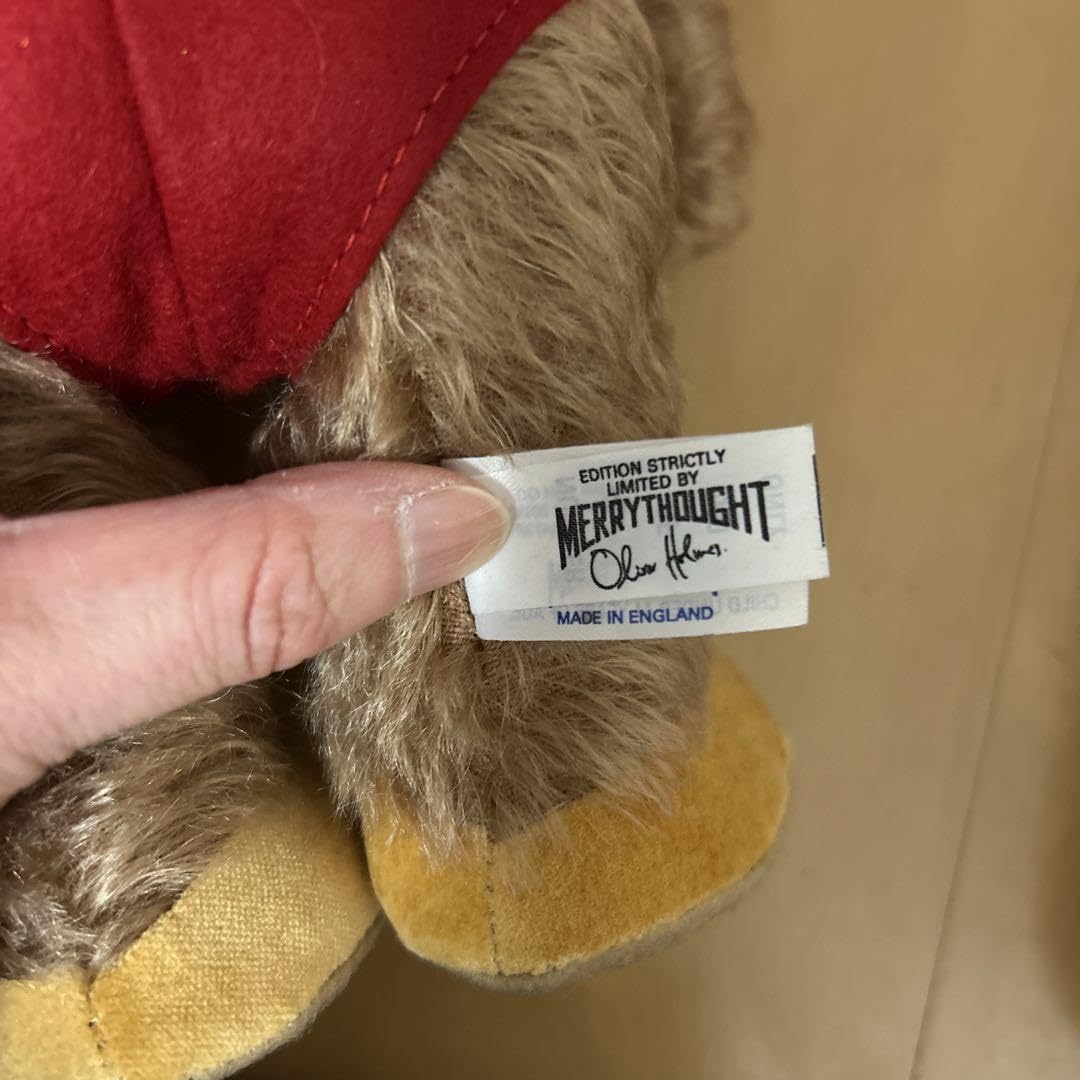 EDITION STRICTLY
LIMITED BY
MERRYTHOUGHT
Oliver Holmes.
MADE IN ENGLAND